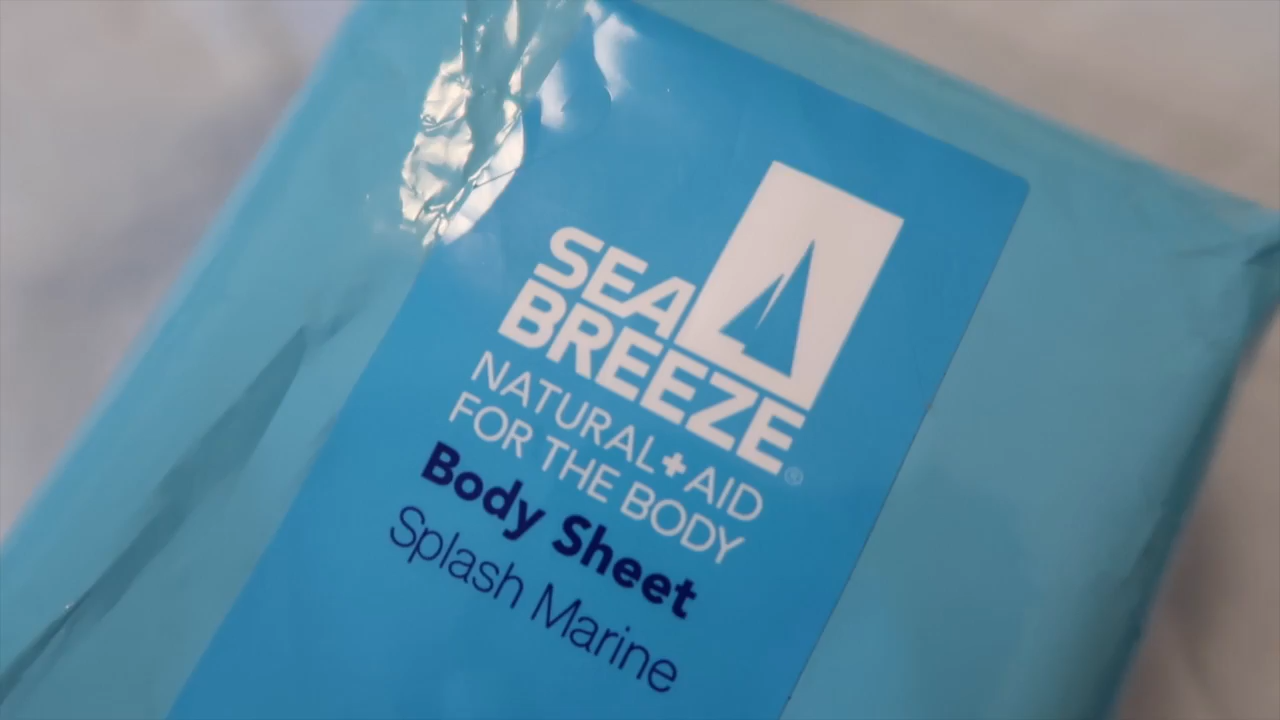 SEA
BREEZE®
NATURAL+AID
FOR THE BODY
Body Sheet
Splash Marine